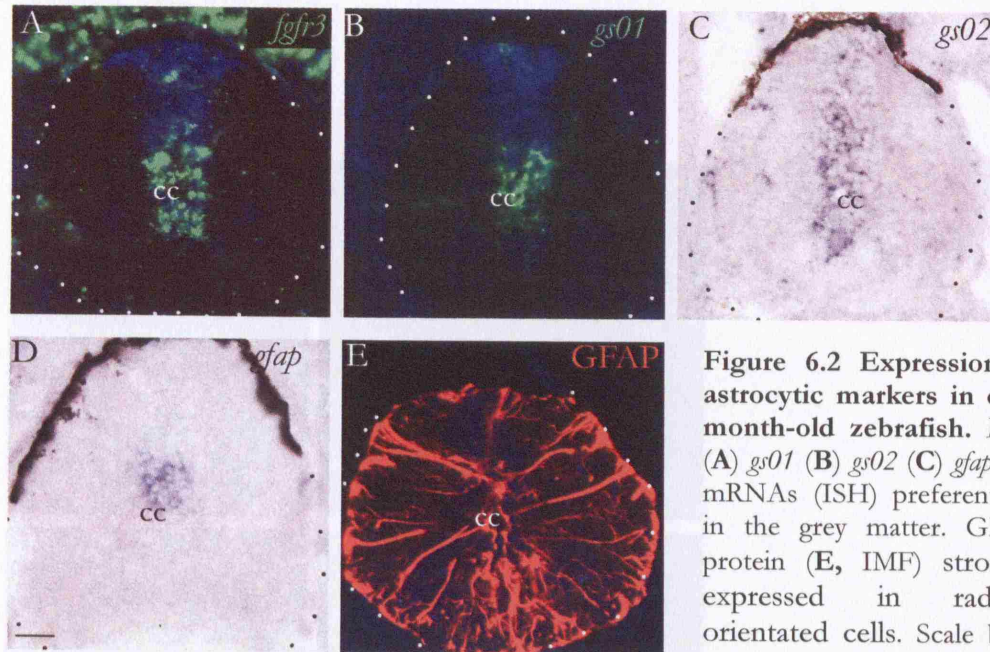 A fgfr3
B gs01
C gs02
cc
cc
cc
D gfap
E GFAP
cc
cc
Figure 6.2 Expression
astrocytic markers in
month-old zebrafish.
(A) gs01 (B) gs02 (C) gfap
mRNAs (ISH) preferen
in the grey matter. G
protein (E, IMF) stro
expressed in rad
orientated cells. Scale